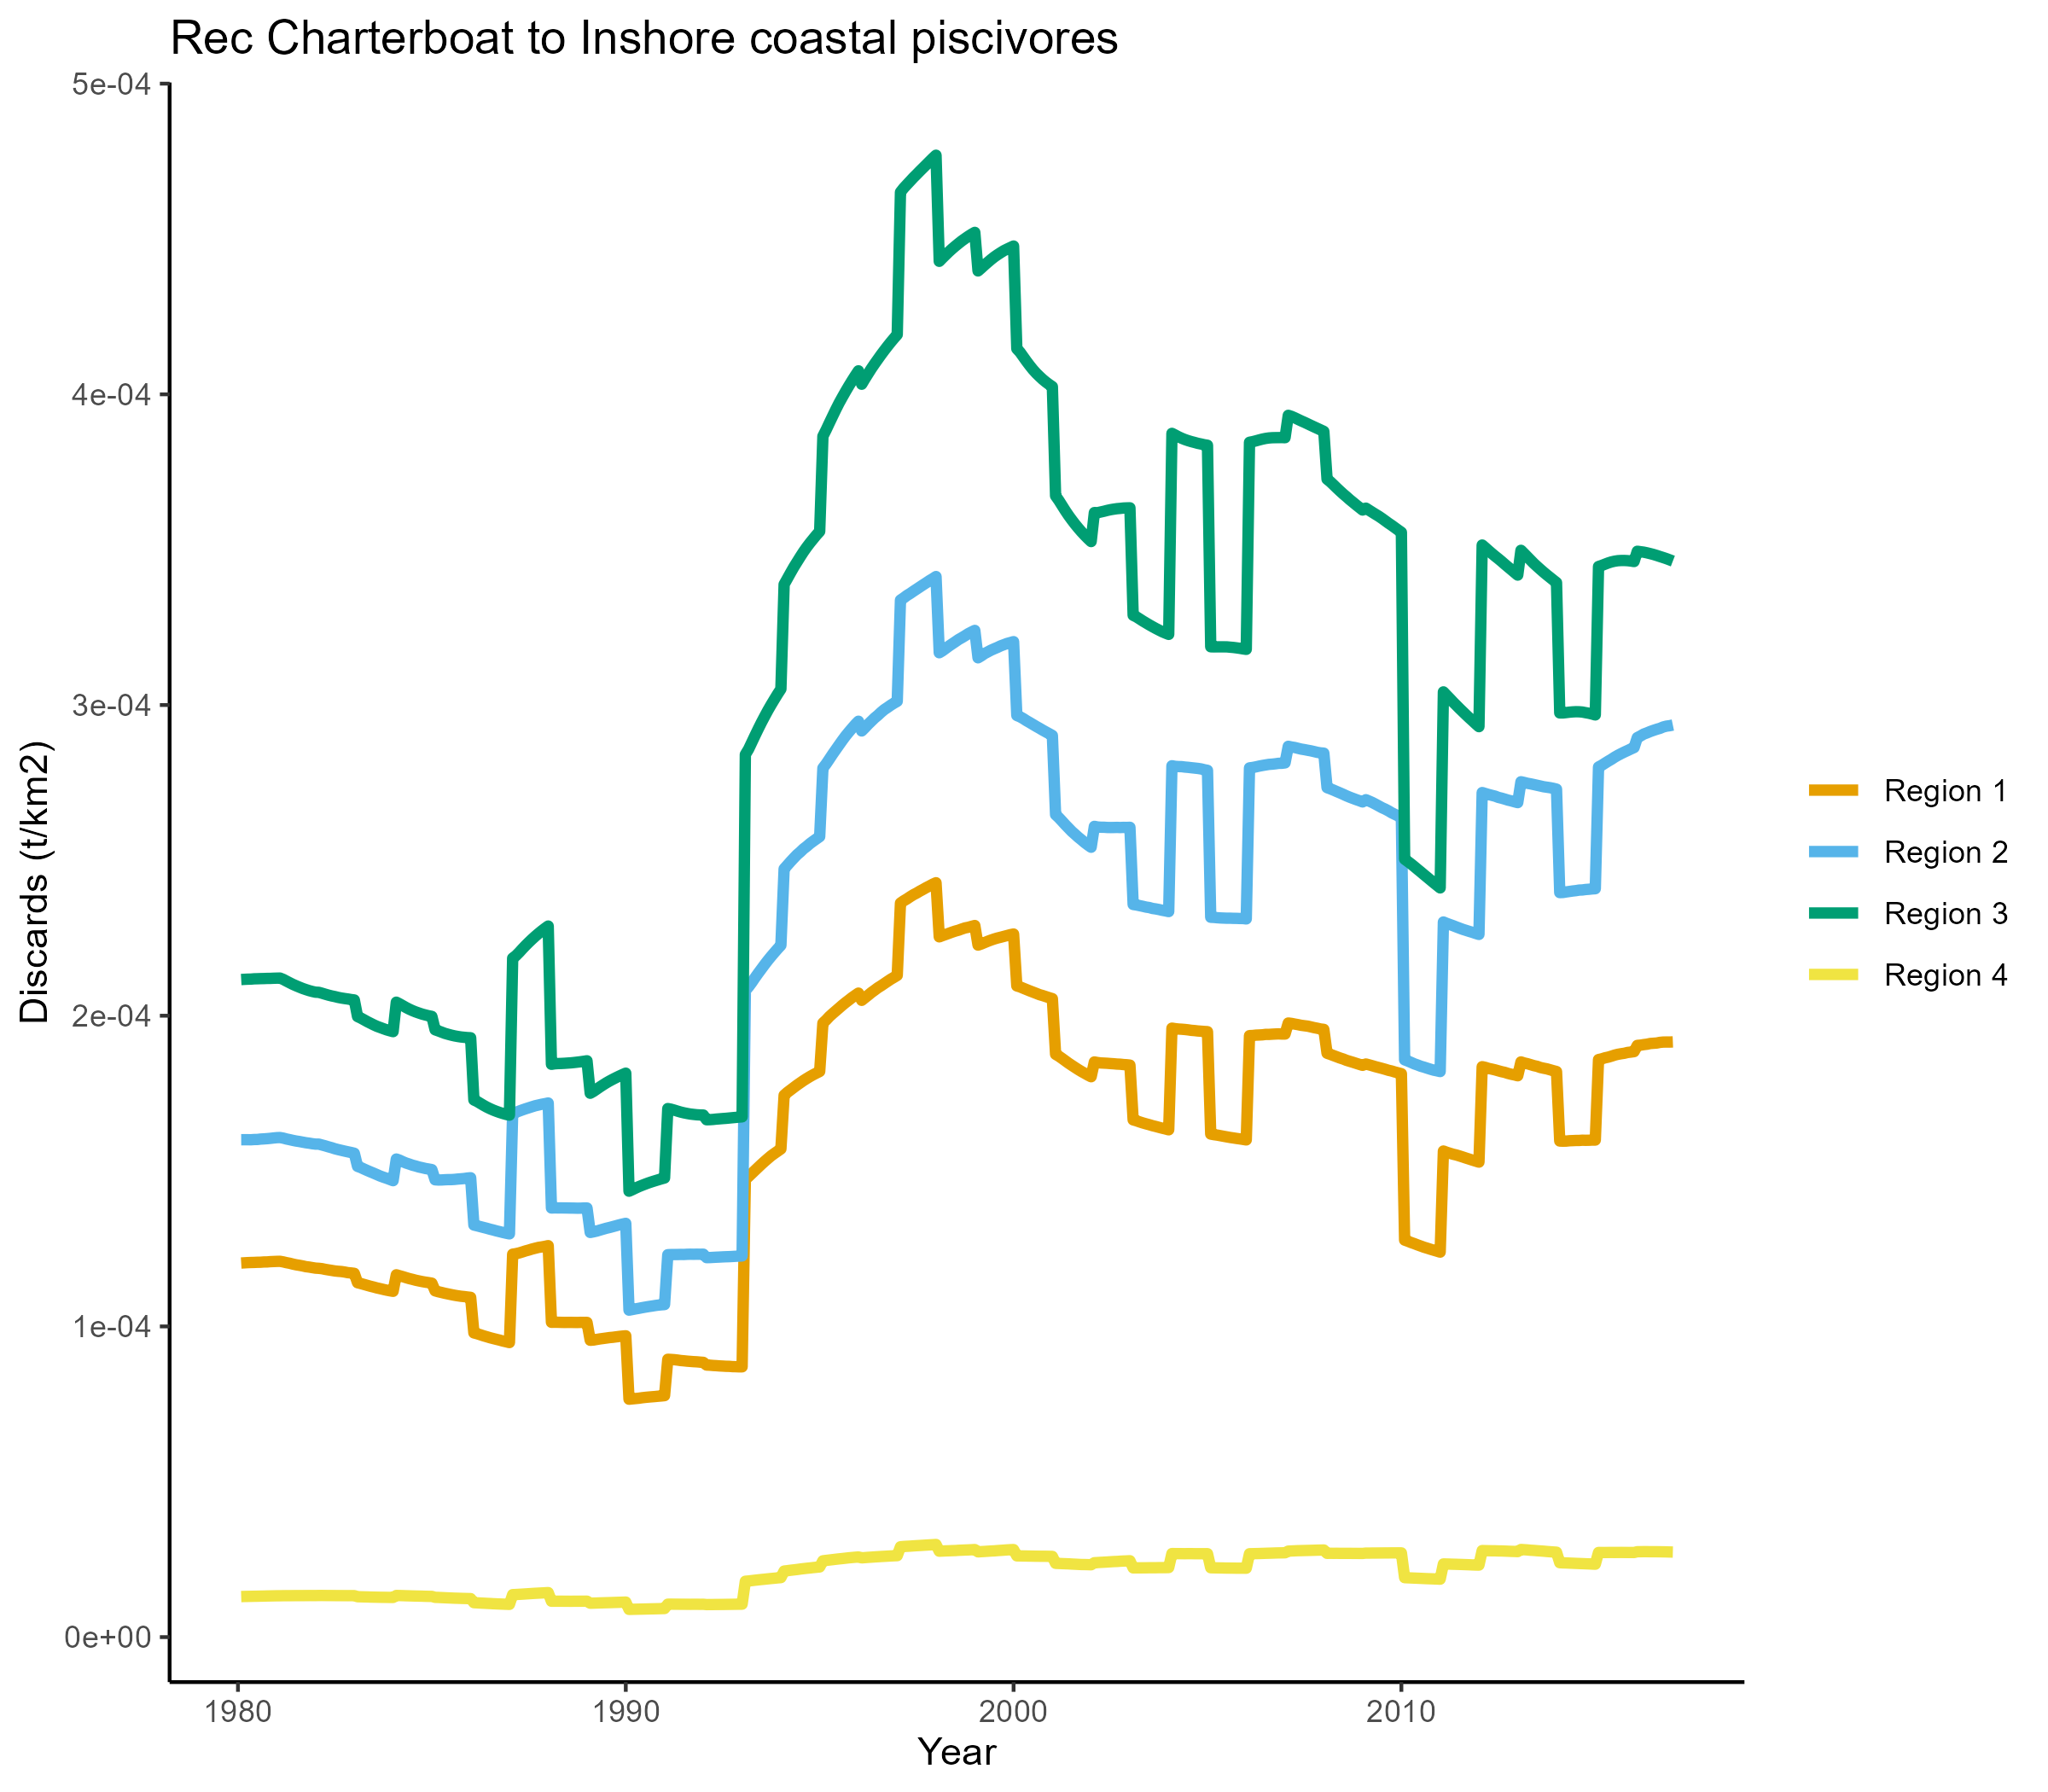 Rec Charterboat to Inshore coastal piscivores
5e-04
4e-04
3e-04
2e-04
1e-04
0e+00
Discards (t/km2)
1980
1990
2000
2010
Year
Region 1
Region 2
Region 3
Region 4